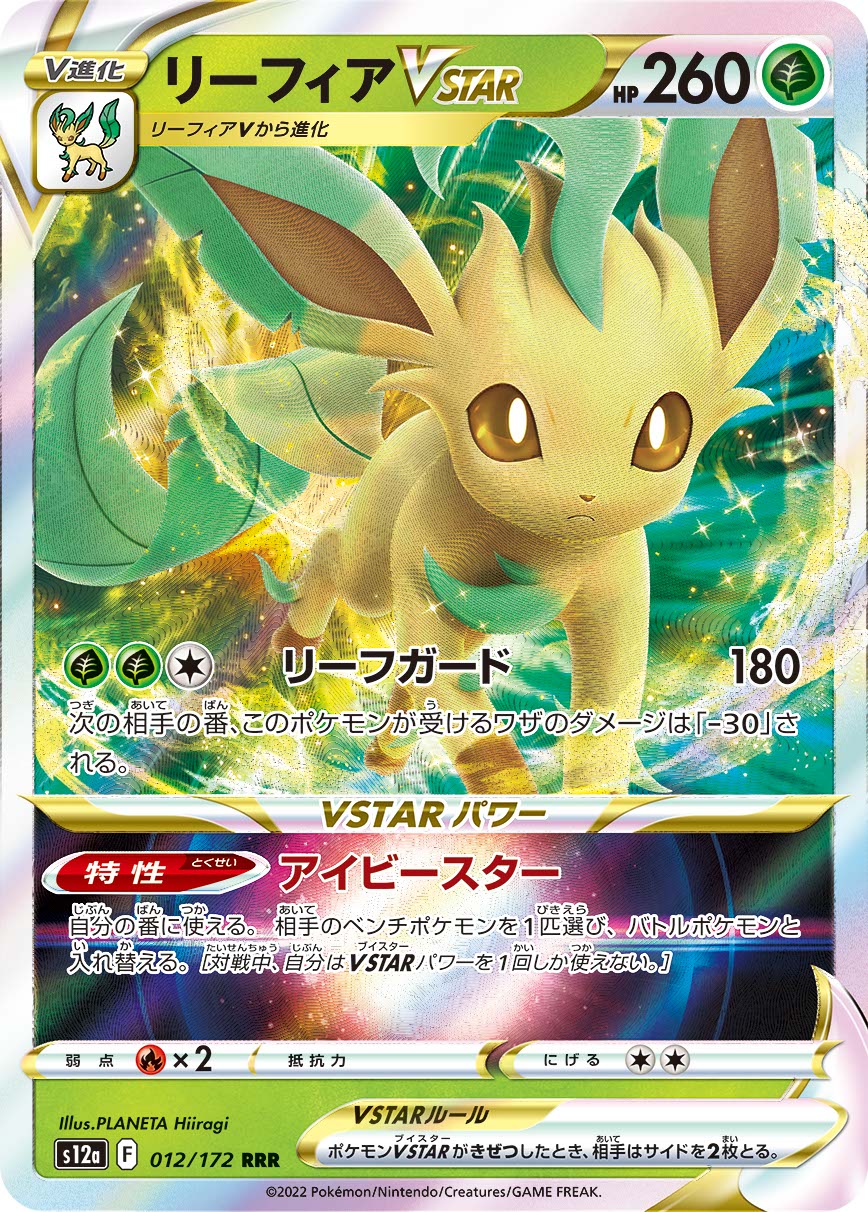 V進化
リーフィアVSTAR
HP 260
リーフィアVから進化
リーフガード 180
次の相手の番、このポケモンが受けるワザのダメージは「-30」さ
れる。
VSTARパワー
特性 アイビースター
自分の番に使える。相手のベンチポケモンを1匹選び、バトルポケモンと
入れ替える。[対戦中、自分はVSTARパワーを1回しか使えない。]
弱点 ×2 抵抗力 にげる
Illus.PLANETA Hiiragi
VSTARルール
ポケモンVSTARがきぜつしたとき、相手はサイドを2枚とる。
s12a F 012/172 RRR
©2022 Pokémon/Nintendo/Creatures/GAME FREAK.